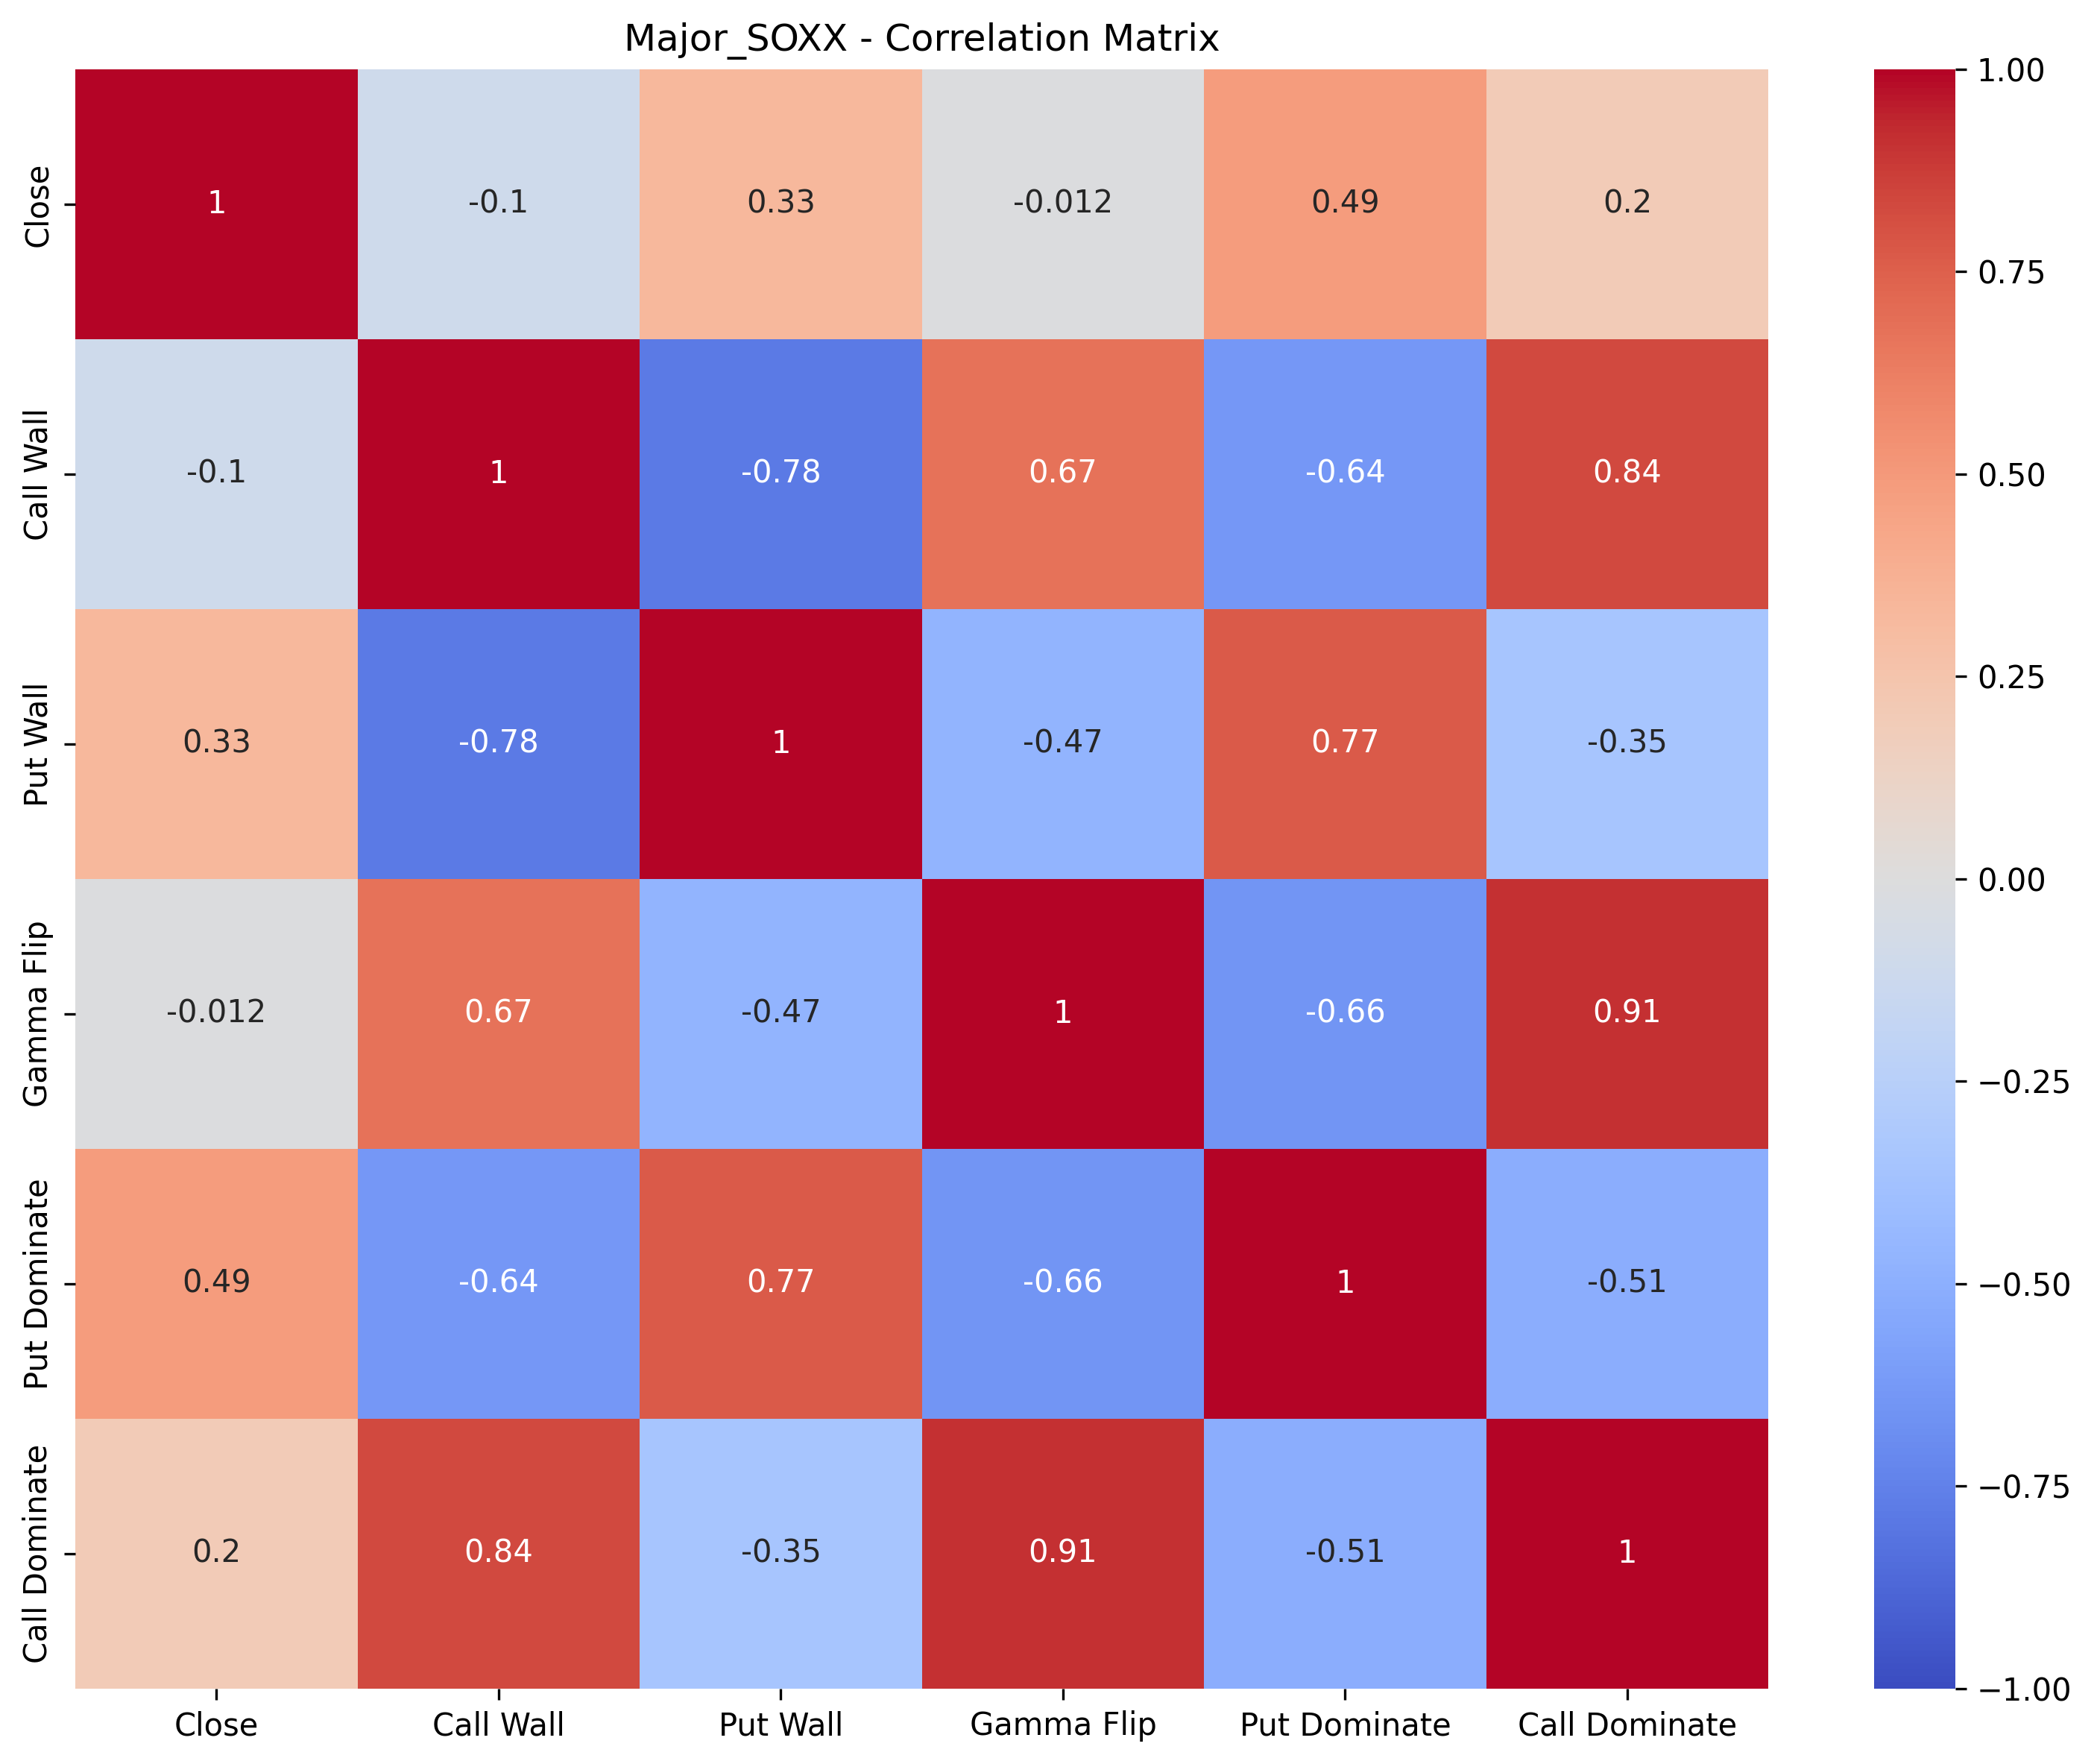 Major_SOXX - Correlation Matrix
Close 1 -0.1 0.33 -0.012 0.49 0.2
Call Wall -0.1 1 -0.78 0.67 -0.64 0.84
Put Wall 0.33 -0.78 1 -0.47 0.77 -0.35
Gamma Flip -0.012 0.67 -0.47 1 -0.66 0.91
Put Dominate 0.49 -0.64 0.77 -0.66 1 -0.51
Call Dominate 0.2 0.84 -0.35 0.91 -0.51 1
Close Call Wall Put Wall Gamma Flip Put Dominate Call Dominate
1.00
0.75
0.50
0.25
0.00
−0.25
−0.50
−0.75
−1.00